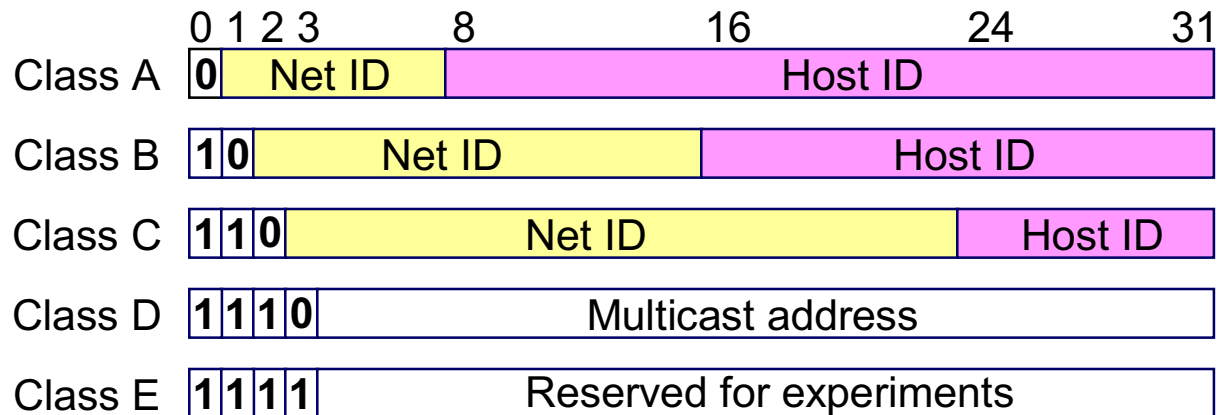 0 1 2 3 8 16 24 31
Class A 0 Net ID Host ID
Class B 1 0 Net ID Host ID
Class C 1 1 0 Net ID Host ID
Class D 1 1 1 0 Multicast address
Class E 1 1 1 1 Reserved for experiments